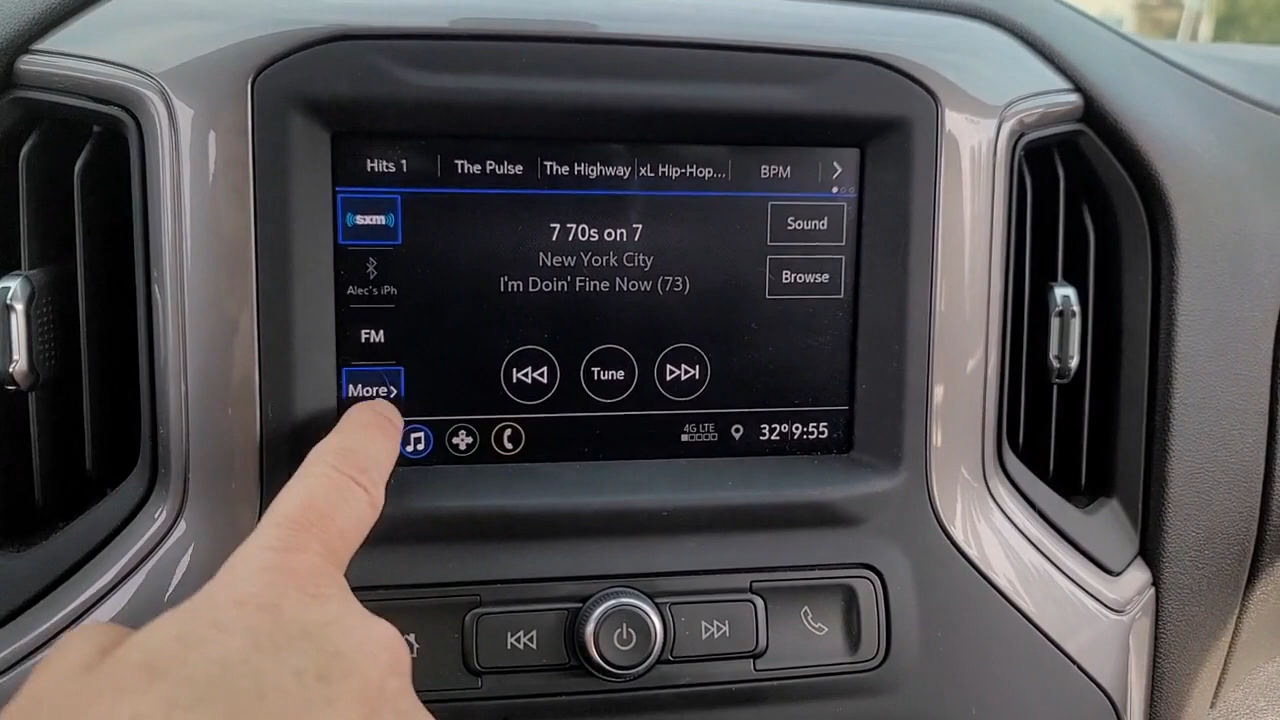 Hits 1
The Pulse
The Highway
xL Hip-Hop...
BPM
sxm
7 70s on 7
Sound
New York City
Browse
I'm Doin' Fine Now (73)
Alec's iPh
FM
Tune
More
4G LTE
32° 9:55